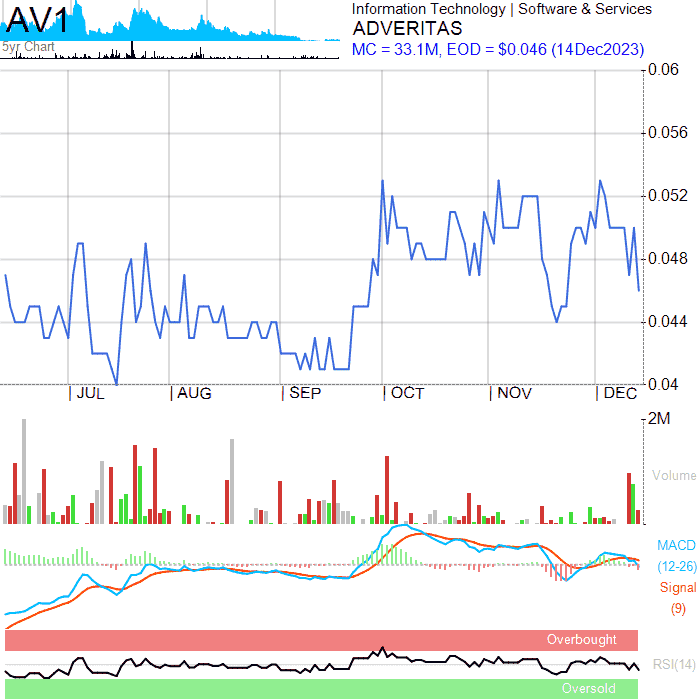 AV1
5yr Chart
Information Technology | Software & Services
ADVERITAS
MC = 33.1M, EOD = $0.046 (14Dec2023)
0.06
0.056
0.052
0.048
0.044
0.04
JUL
AUG
SEP
OCT
NOV
DEC
2M
Volume
MACD
(12-26)
Signal
(9)
Overbought
RSI(14)
Oversold